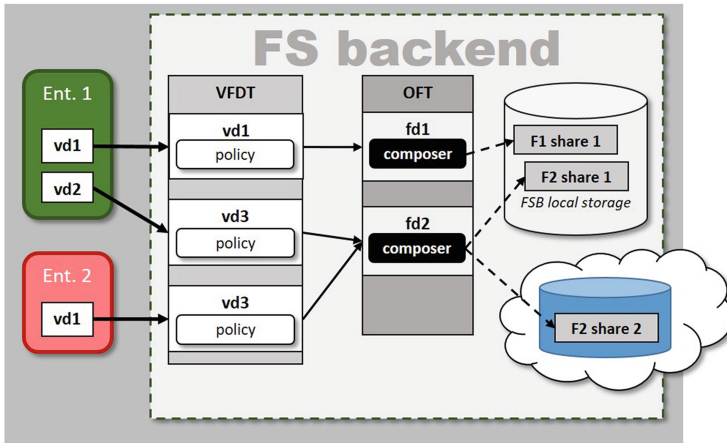 FS backend
Ent. 1
vd1
vd2
Ent. 2
vd1
VFDT
vd1
policy
vd3
policy
vd3
policy
OFT
fd1
composer
fd2
composer
F1 share 1
F2 share 1
FSB local storage
F2 share 2